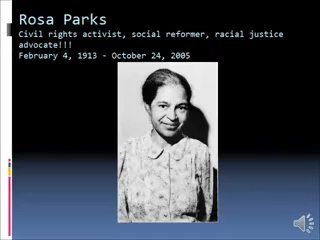 Rosa Parks
Civil rights activist, social reformer, racial justice
advocate!!!
February 4, 1913 - October 24, 2005